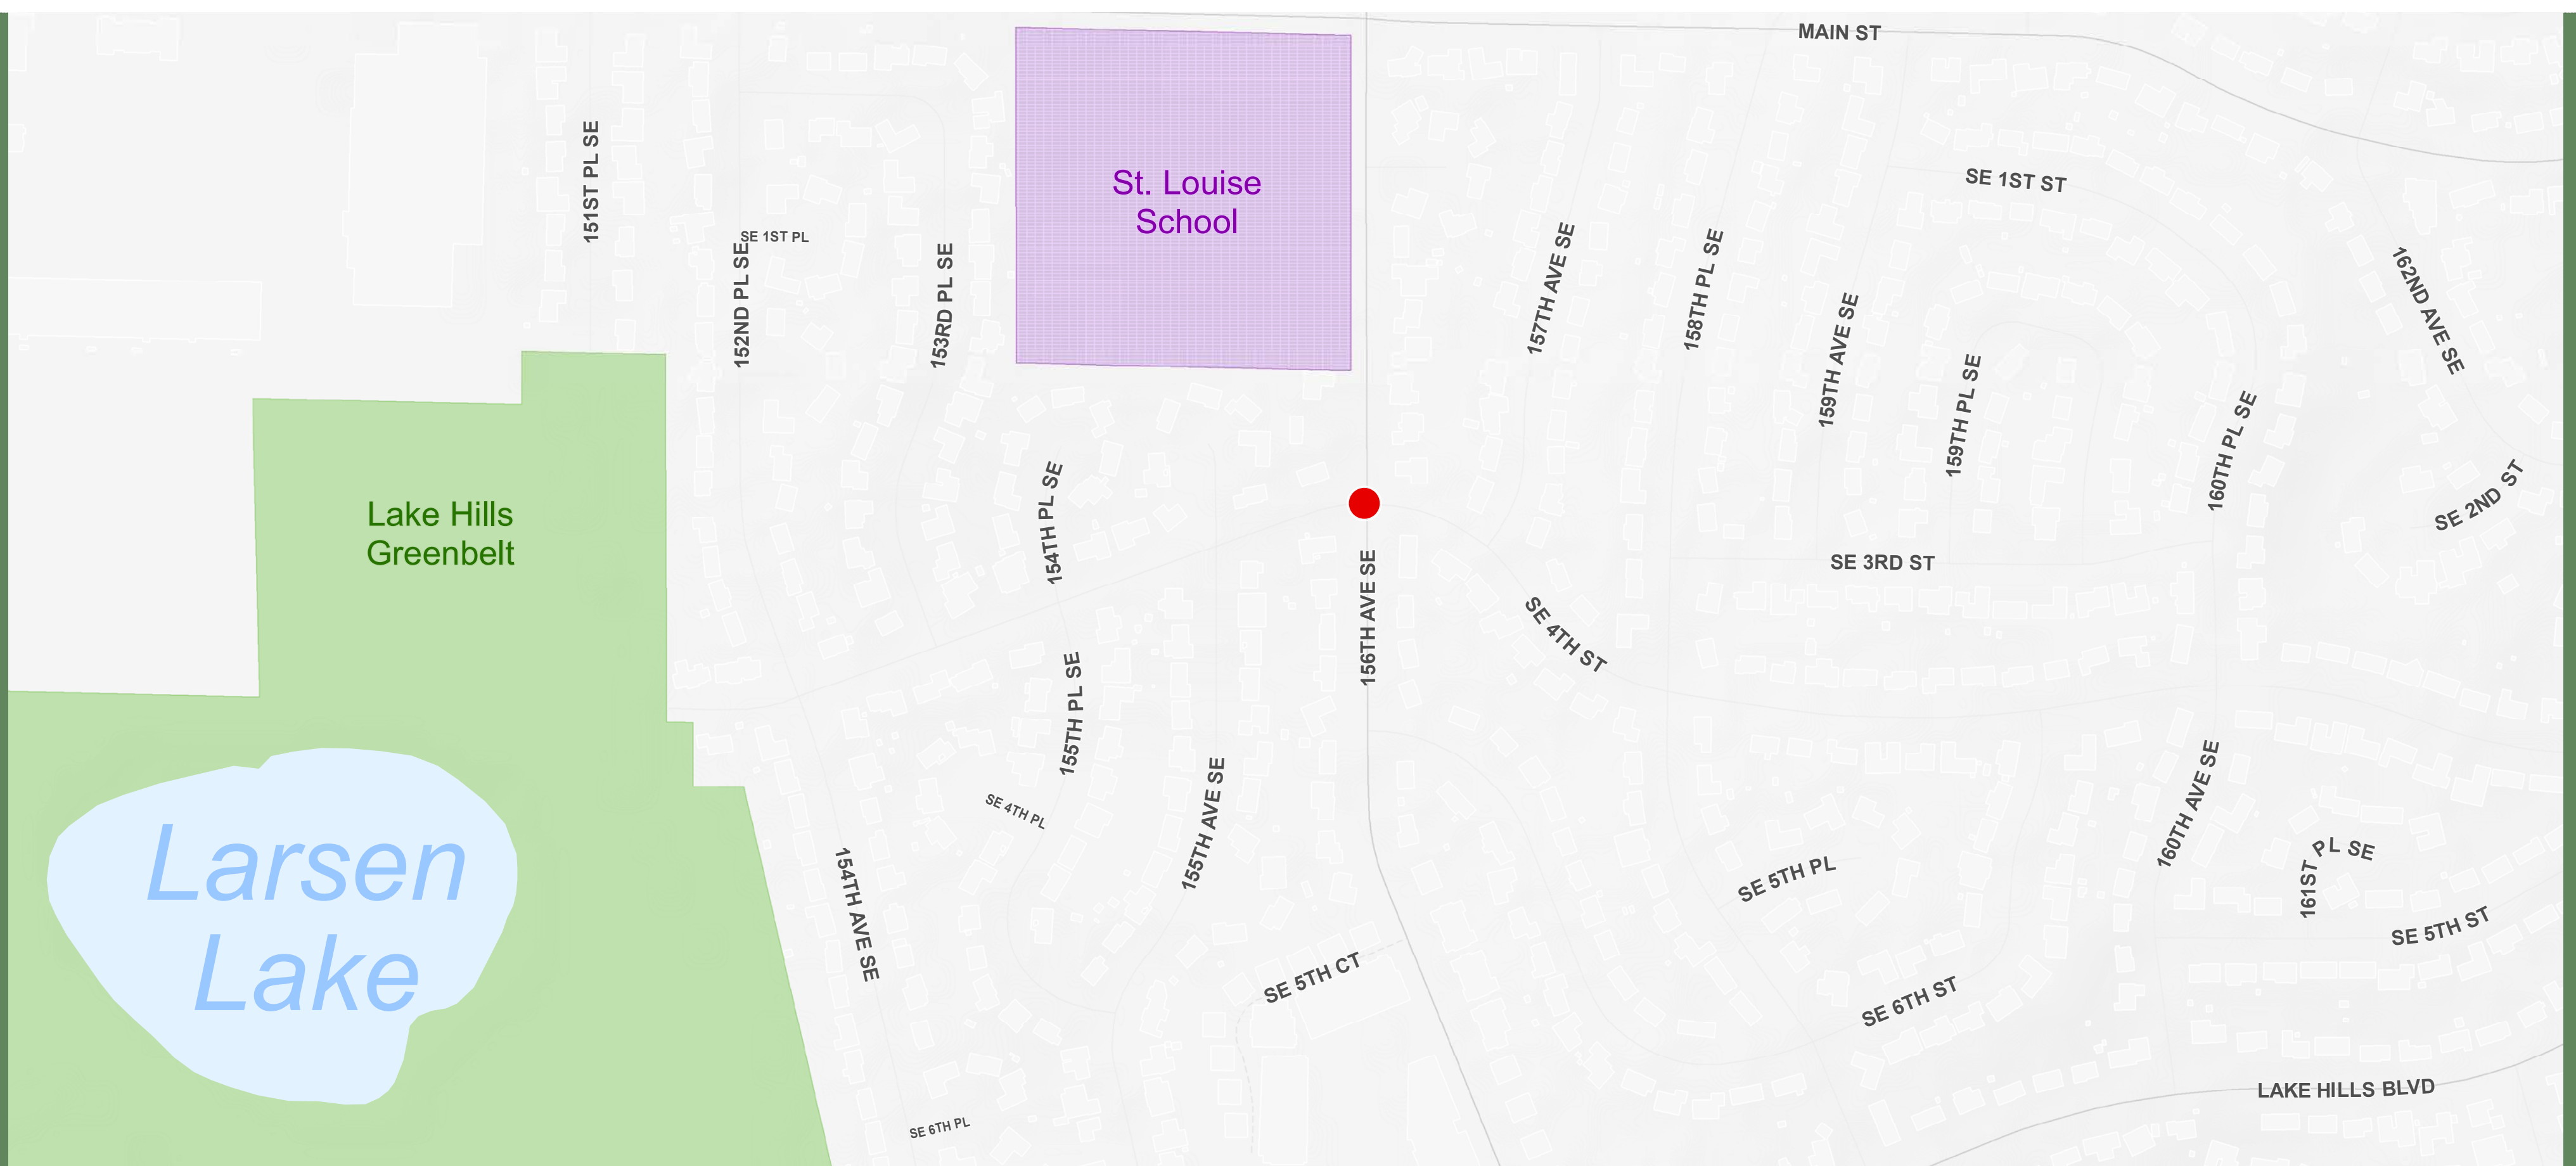 MAIN ST
151ST PL SE
St. Louise
School
SE 1ST ST
SE 1ST PL
152ND PL SE
153RD PL SE
157TH AVE SE
158TH PL SE
159TH AVE SE
159TH PL SE
162ND AVE SE
160TH PL SE
SE 2ND ST
Lake Hills
Greenbelt
154TH PL SE
156TH AVE SE
SE 3RD ST
SE 4TH ST
155TH PL SE
SE 4TH PL
155TH AVE SE
160TH AVE SE
161ST PL SE
Larsen
Lake
154TH AVE SE
SE 5TH PL
SE 5TH ST
SE 5TH CT
SE 6TH ST
LAKE HILLS BLVD
SE 6TH PL